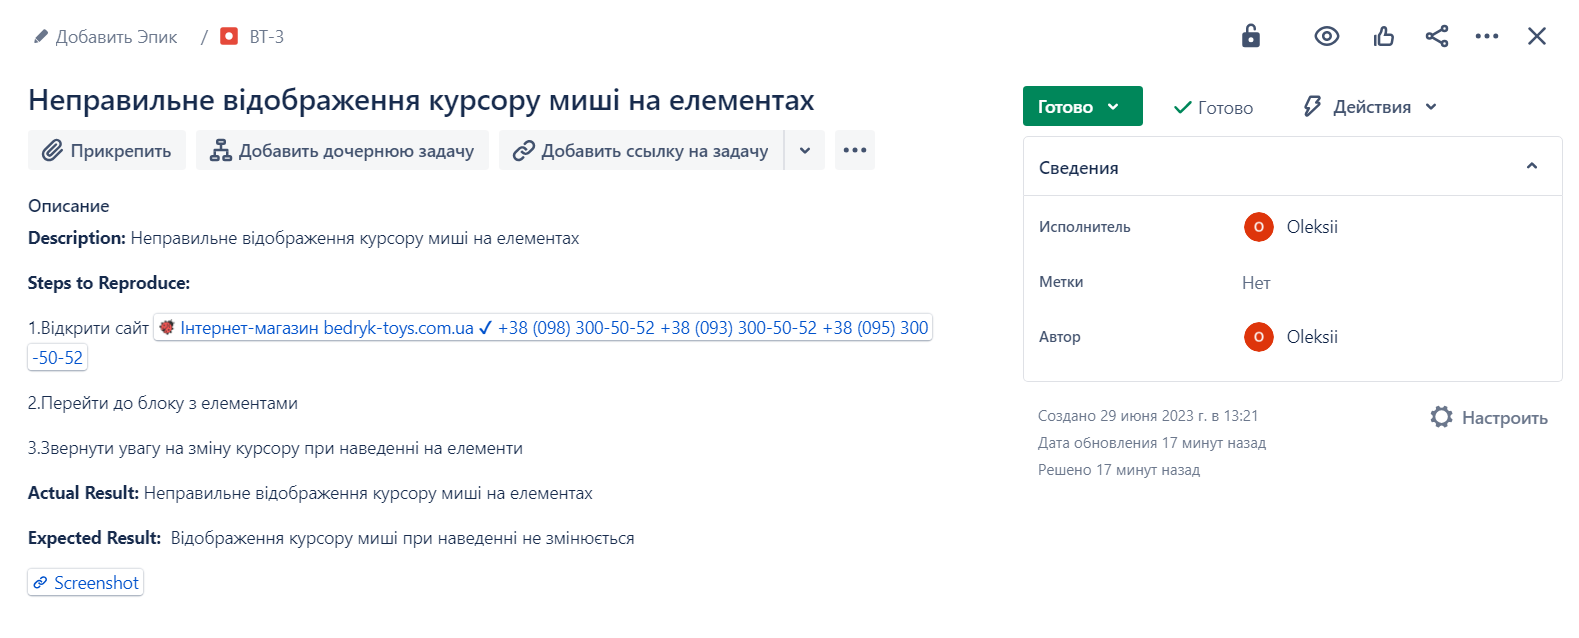 Добавить Эпик / BT-3
Неправильне відображення курсору миші на елементах
Прикрепить Добавить дочернюю задачу Добавить ссылку на задачу
Описание
Description: Неправильне відображення курсору миші на елементах
Steps to Reproduce:
1.Відкрити сайт Інтернет-магазин bedryk-toys.com.ua ✓ +38 (098) 300-50-52 +38 (093) 300-50-52 +38 (095) 300
-50-52
2.Перейти до блоку з елементами
3.Звернути увагу на зміну курсору при наведенні на елементи
Actual Result: Неправильне відображення курсору миші на елементах
Expected Result: Відображення курсору миші при наведенні не змінюється
Screenshot
Готово Готово Действия
Сведения
Исполнитель O Oleksii
Метки Нет
Автор O Oleksii
Создано 29 июня 2023 г. в 13:21
Дата обновления 17 минут назад
Решено 17 минут назад
Настроить